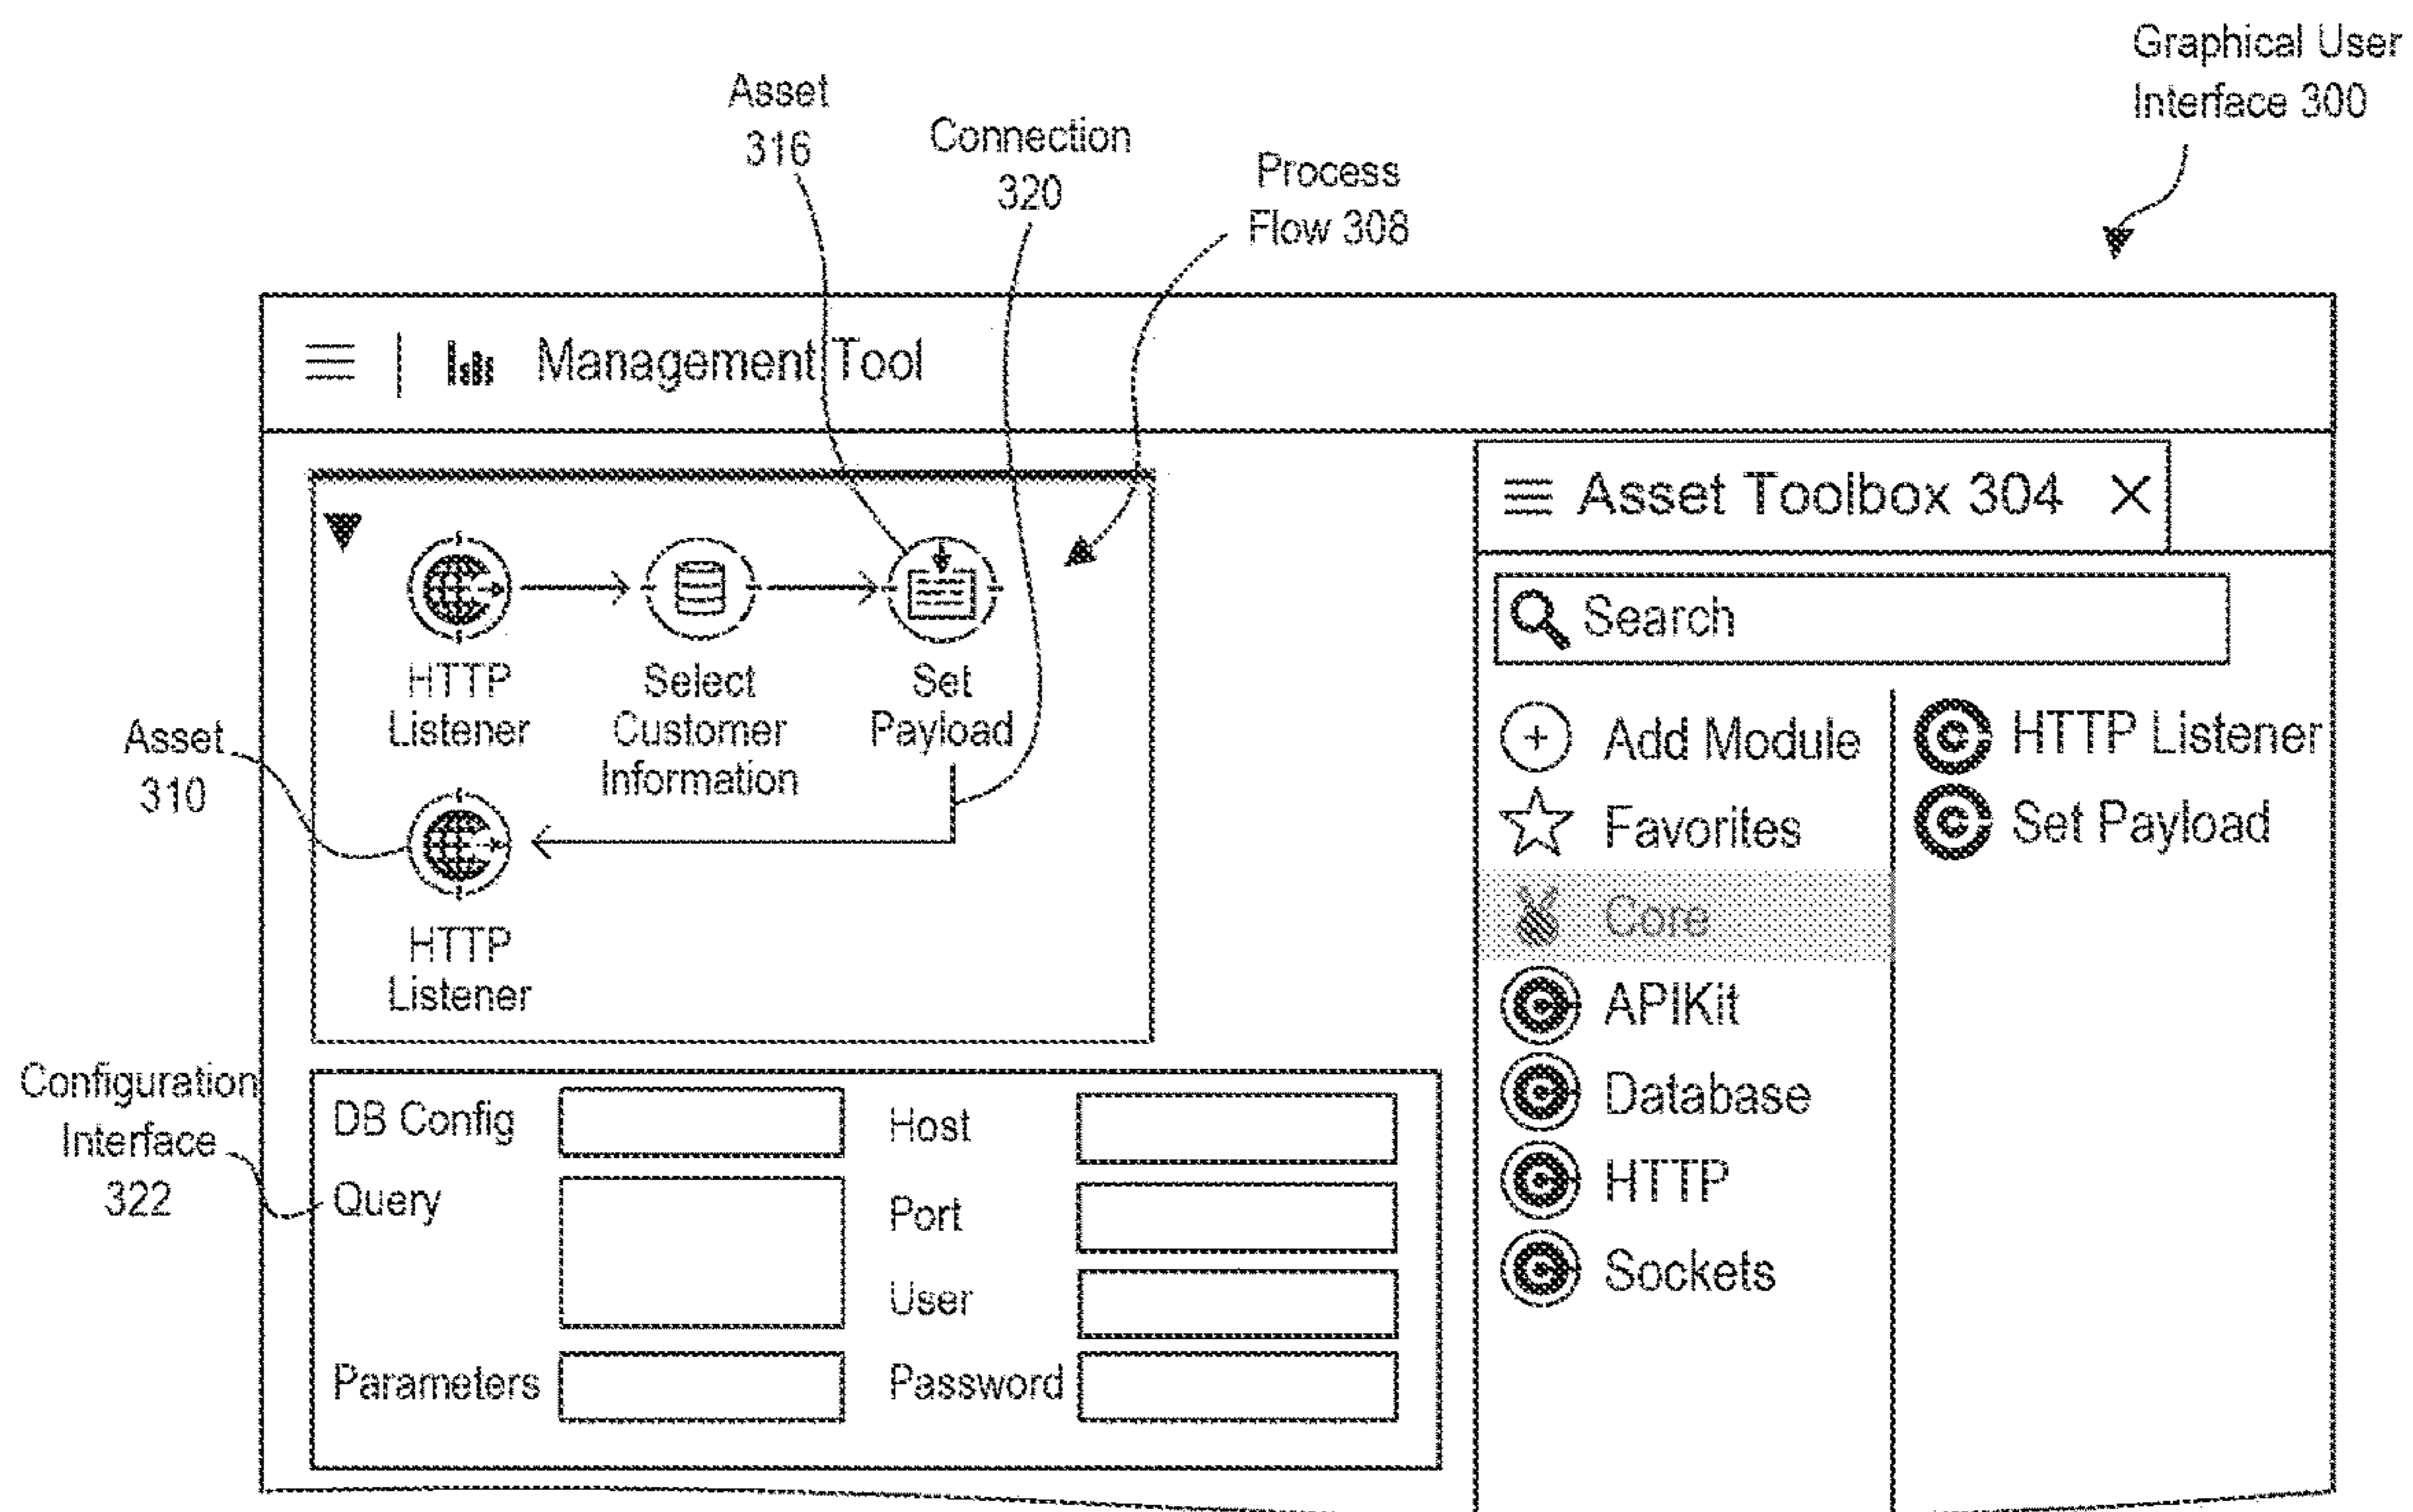 Graphical User
Interface 300
Asset
316
Connection
320
Process
Flow 308
Management Tool
Asset Toolbox 304
Search
HTTP
Listener
Select
Customer
Information
Set
Payload
Asset
310
HTTP
Listener
Add Module
Favorites
Core
APIKit
Database
HTTP
Sockets
HTTP Listener
Set Payload
Configuration
Interface
322
DB Config
Query
Parameters
Host
Port
User
Password